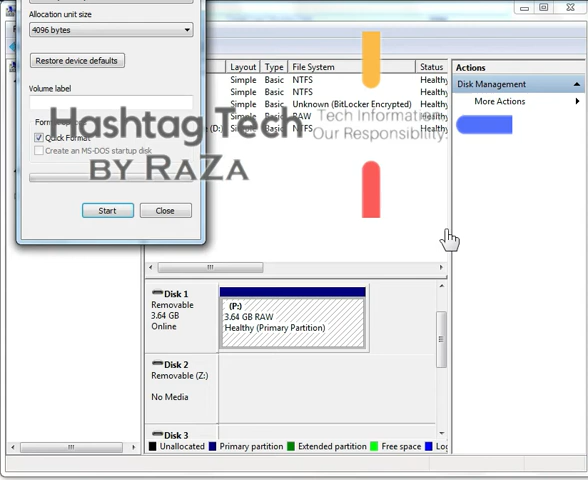 Allocation unit size
4096 bytes
Restore device defaults
Volume label
Format options
Quick Format
Create an MS-DOS startup disk
Start
Close
Hashtag Tech
BY RAZA
Tech Information
Our Responsibility.
Layout Type File System Status
Simple Basic NTFS Healthy
Simple Basic NTFS Healthy
Simple Basic Unknown (BitLocker Encrypted) Healthy
Simple Basic RAW Healthy
(D:) Simple Basic NTFS Healthy
Actions
Disk Management
More Actions
Disk 1
Removable
3.64 GB
Online
(P:)
3.64 GB RAW
Healthy (Primary Partition)
Disk 2
Removable (Z:)
No Media
Disk 3
Unallocated Primary partition Extended partition Free space Lo